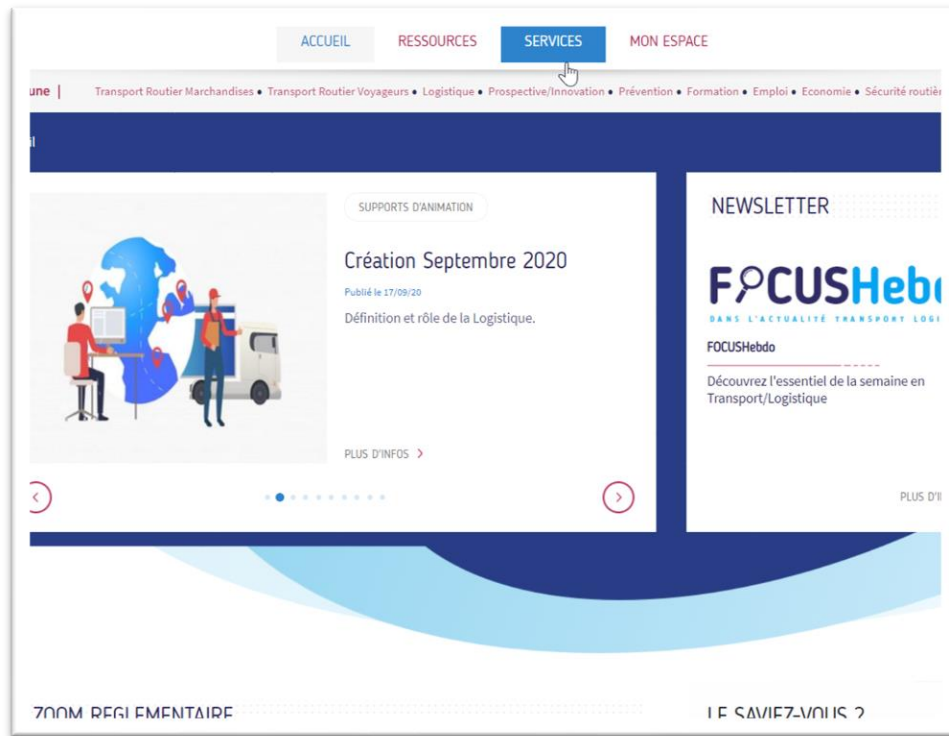 ACCUEIL RESSOURCES SERVICES MON ESPACE
une | Transport Routier Marchandises • Transport Routier Voyageurs • Logistique • Prospective/Innovation • Prévention • Formation • Emploi • Economie • Sécurité routièr
il
SUPPORTS D'ANIMATION
Création Septembre 2020
Publié le 17/09/20
Définition et rôle de la Logistique.
PLUS D'INFOS
NEWSLETTER
FOCUSHeb
DANS L'ACTUALITÉ TRANSPORT LOGI
FOCUSHebdo
Découvrez l'essentiel de la semaine en
Transport/Logistique
PLUS D'I
ZOOM REGLEMENTAIRE
LE SAVIEZ-VOUS ?